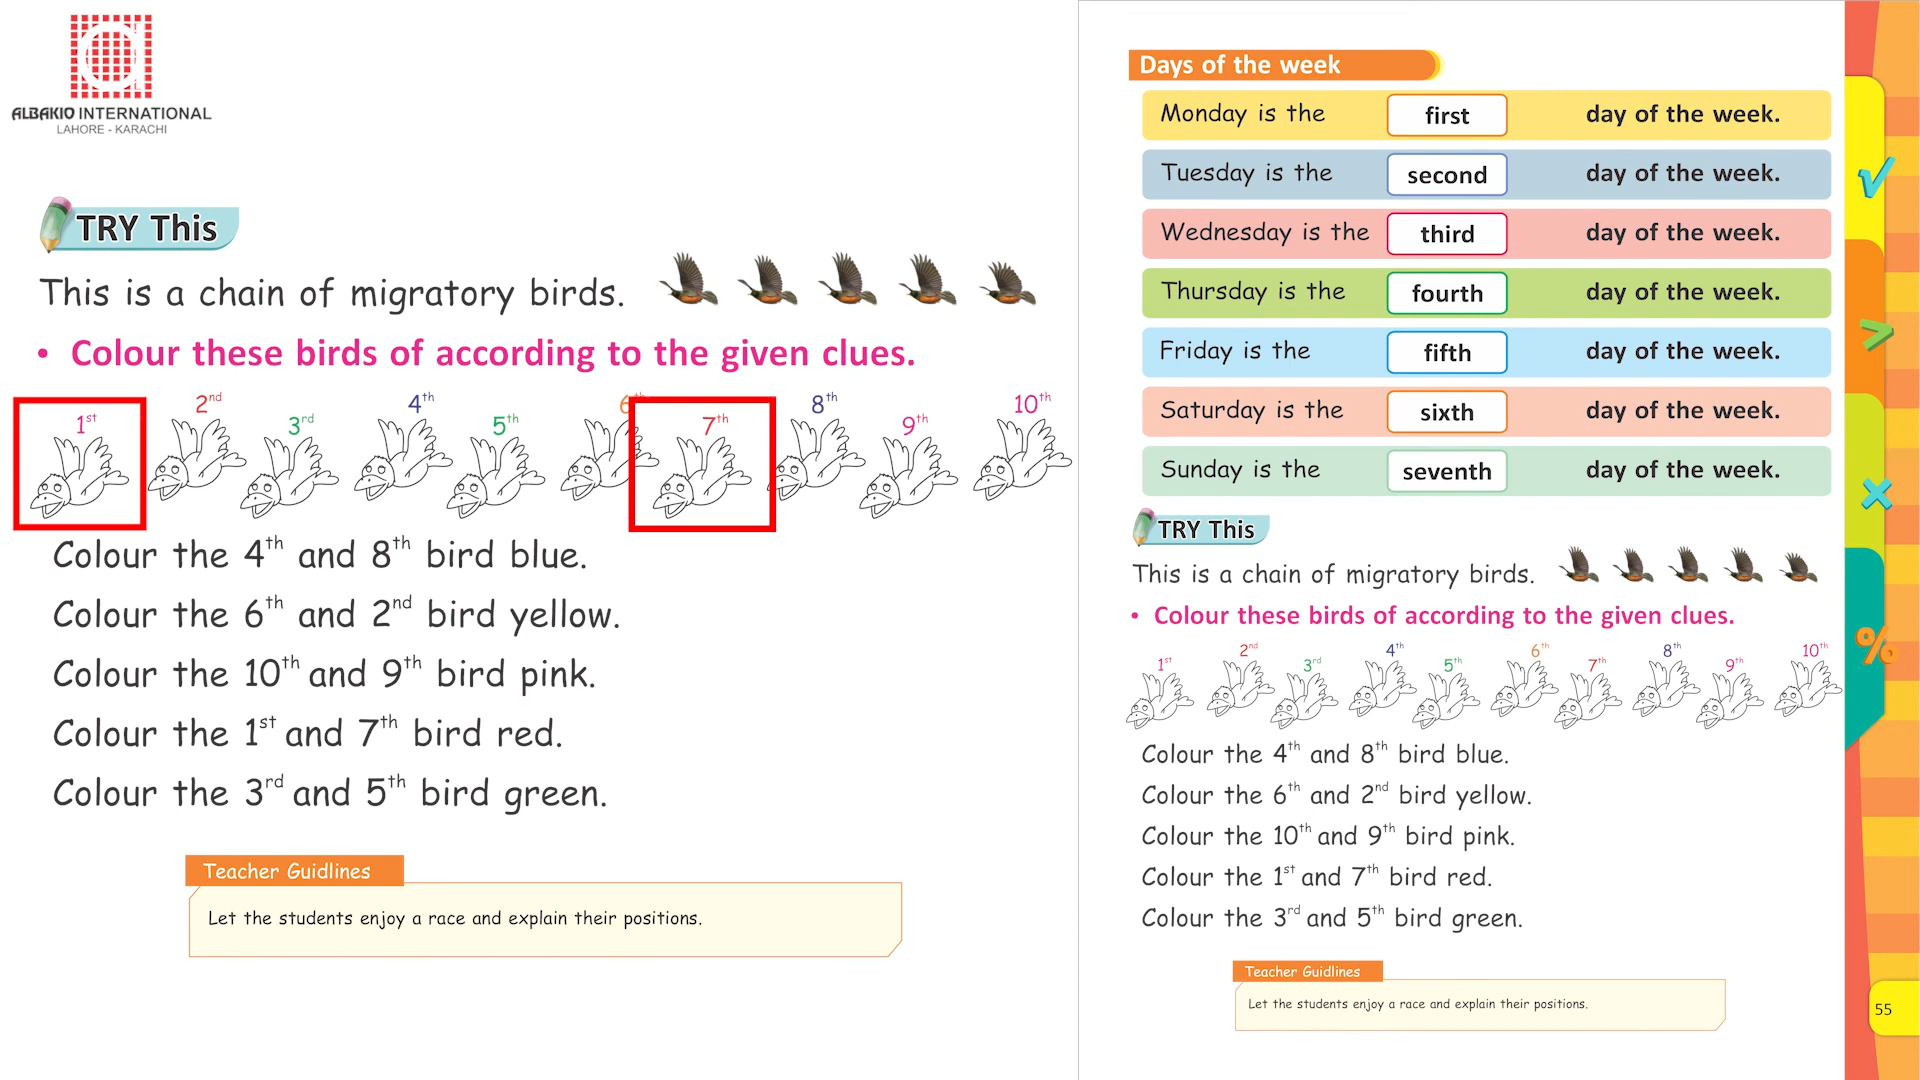 ALBAKIO INTERNATIONAL
LAHORE - KARACHI
TRY This
This is a chain of migratory birds.
• Colour these birds of according to the given clues.
1st 2nd 3rd 4th 5th 6th 7th 8th 9th 10th
Colour the 4th and 8th bird blue.
Colour the 6th and 2nd bird yellow.
Colour the 10th and 9th bird pink.
Colour the 1st and 7th bird red.
Colour the 3rd and 5th bird green.
Teacher Guidlines
Let the students enjoy a race and explain their positions.
Days of the week
Monday is the first day of the week.
Tuesday is the second day of the week.
Wednesday is the third day of the week.
Thursday is the fourth day of the week.
Friday is the fifth day of the week.
Saturday is the sixth day of the week.
Sunday is the seventh day of the week.
TRY This
This is a chain of migratory birds.
• Colour these birds of according to the given clues.
1st 2nd 3rd 4th 5th 6th 7th 8th 9th 10th
Colour the 4th and 8th bird blue.
Colour the 6th and 2nd bird yellow.
Colour the 10th and 9th bird pink.
Colour the 1st and 7th bird red.
Colour the 3rd and 5th bird green.
Teacher Guidlines
Let the students enjoy a race and explain their positions.
√
>
×
%
55